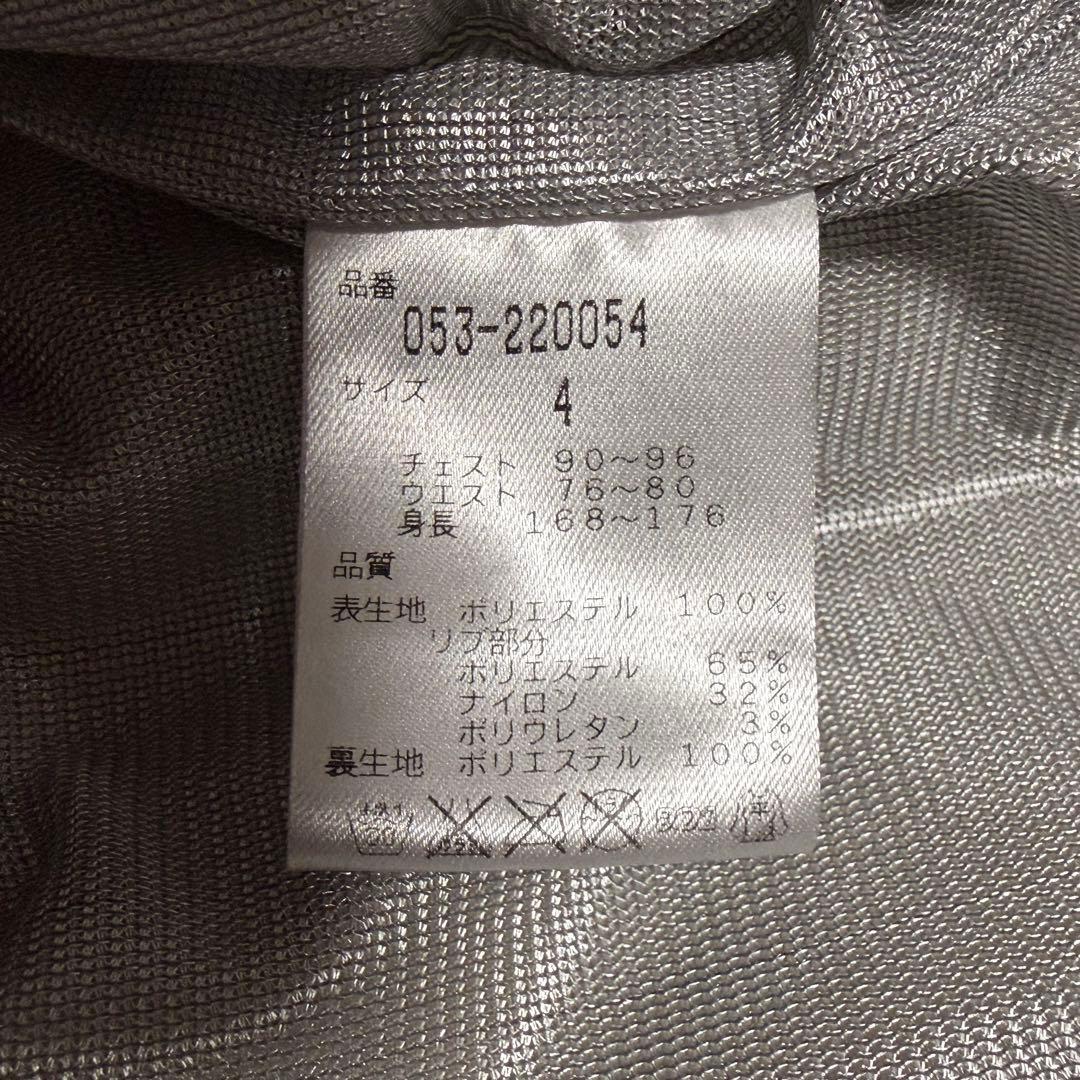 品番
053-220054
サイズ 4
チェスト 90～96
ウエスト 76～80
身長 168～176
品質
表生地 ポリエステル 100%
リブ部分
ポリエステル 65%
ナイロン 32%
ポリウレタン 3%
裏生地 ポリエステル 100%